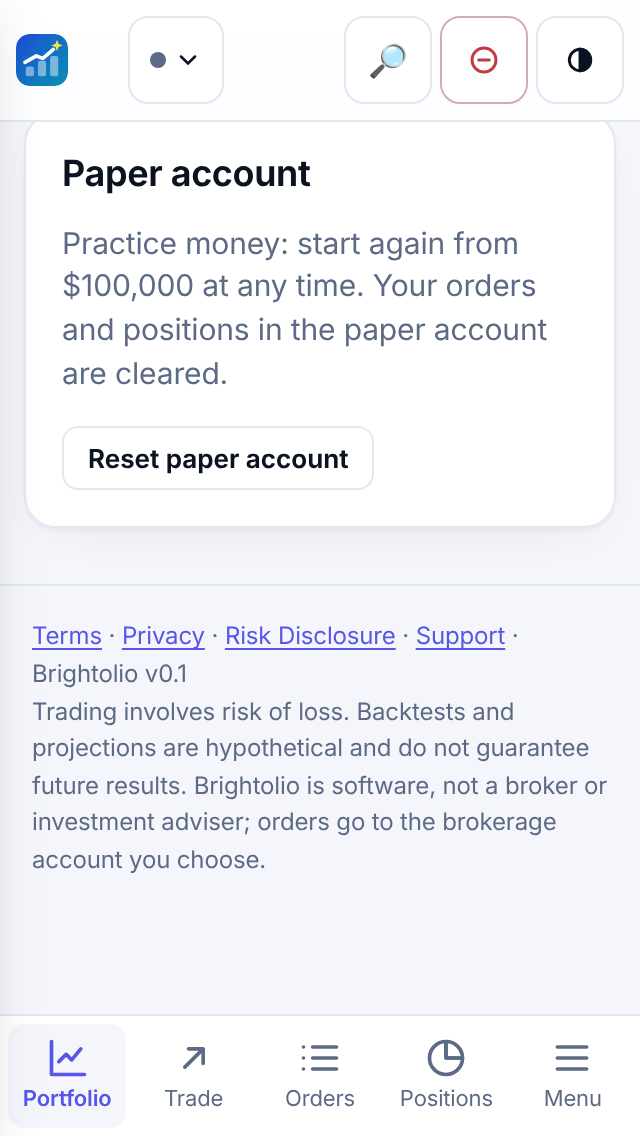 Paper account
Practice money: start again from
$100,000 at any time. Your orders
and positions in the paper account
are cleared.
Reset paper account
Terms · Privacy · Risk Disclosure · Support ·
Brightolio v0.1
Trading involves risk of loss. Backtests and
projections are hypothetical and do not guarantee
future results. Brightolio is software, not a broker or
investment adviser; orders go to the brokerage
account you choose.
Portfolio
Trade
Orders
Positions
Menu